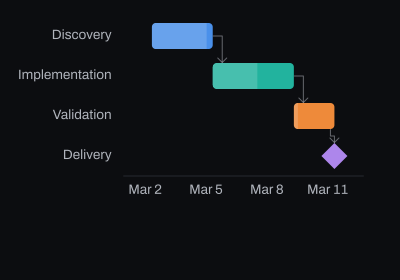 Discovery
Implementation
Validation
Delivery
Mar 2 Mar 5 Mar 8 Mar 11